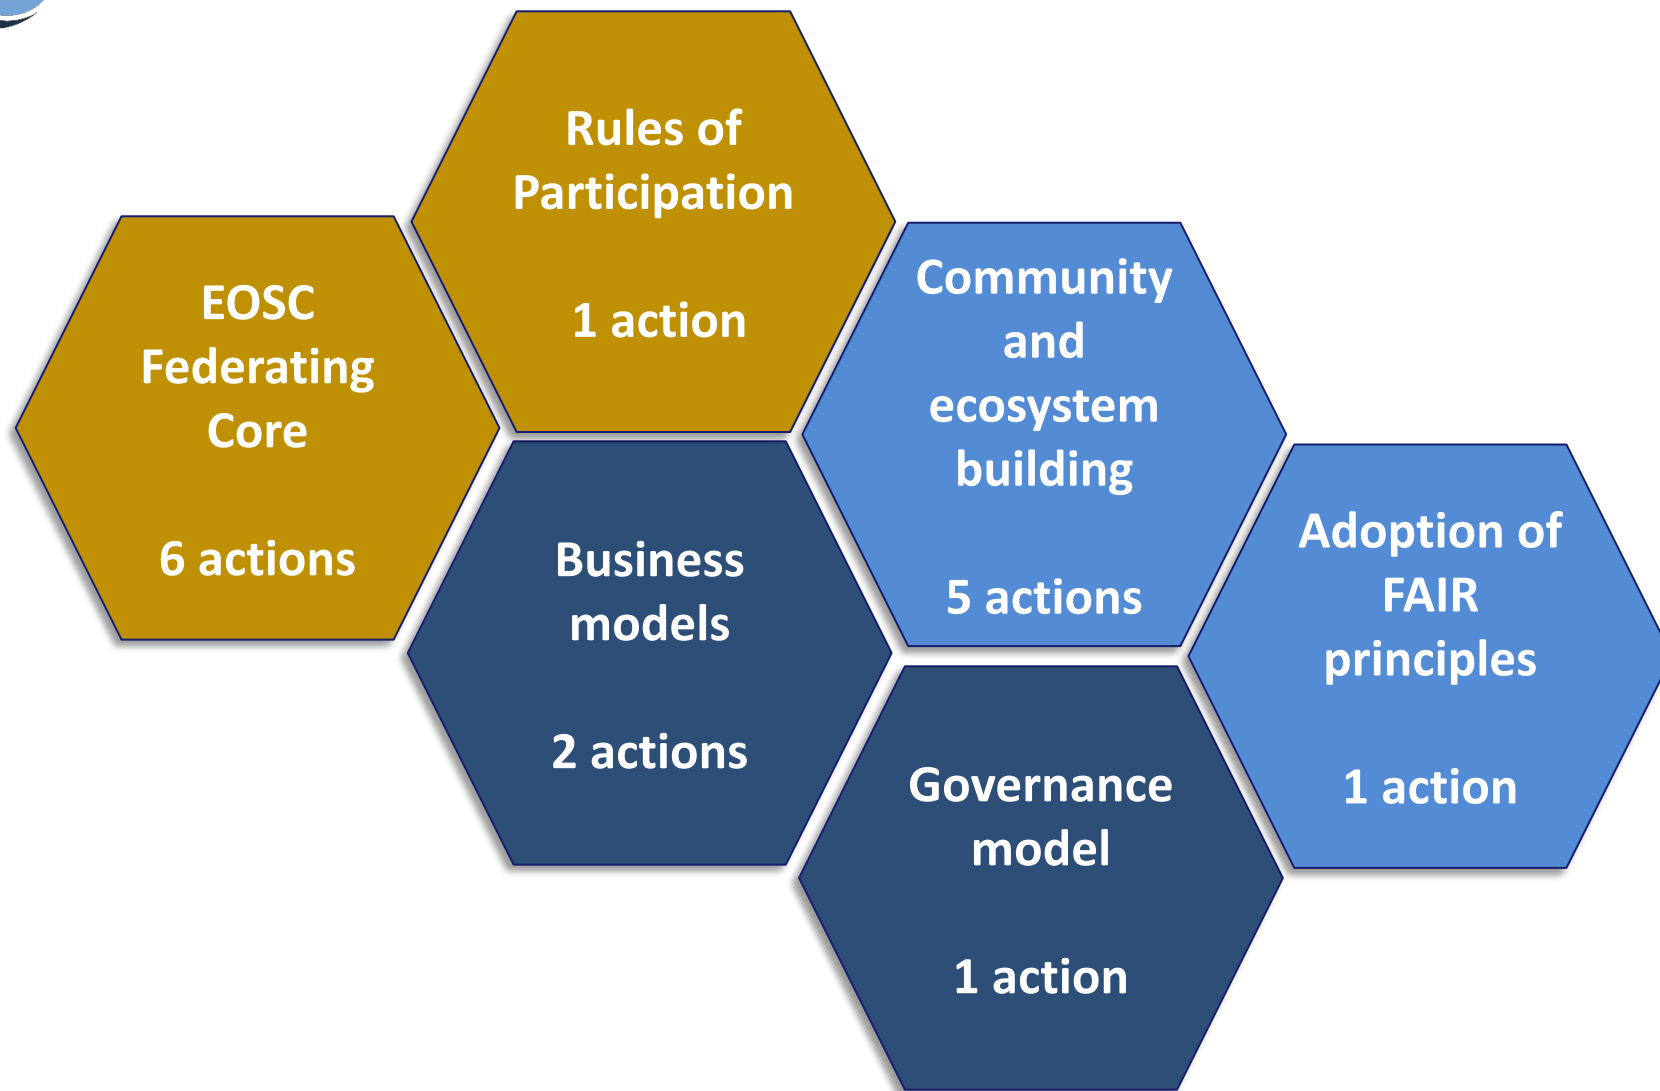 Rules of
Participation
1 action
EOSC
Federating
Core
6 actions
Community
and
ecosystem
building
5 actions
Business
models
2 actions
Adoption of
FAIR
principles
1 action
Governance
model
1 action